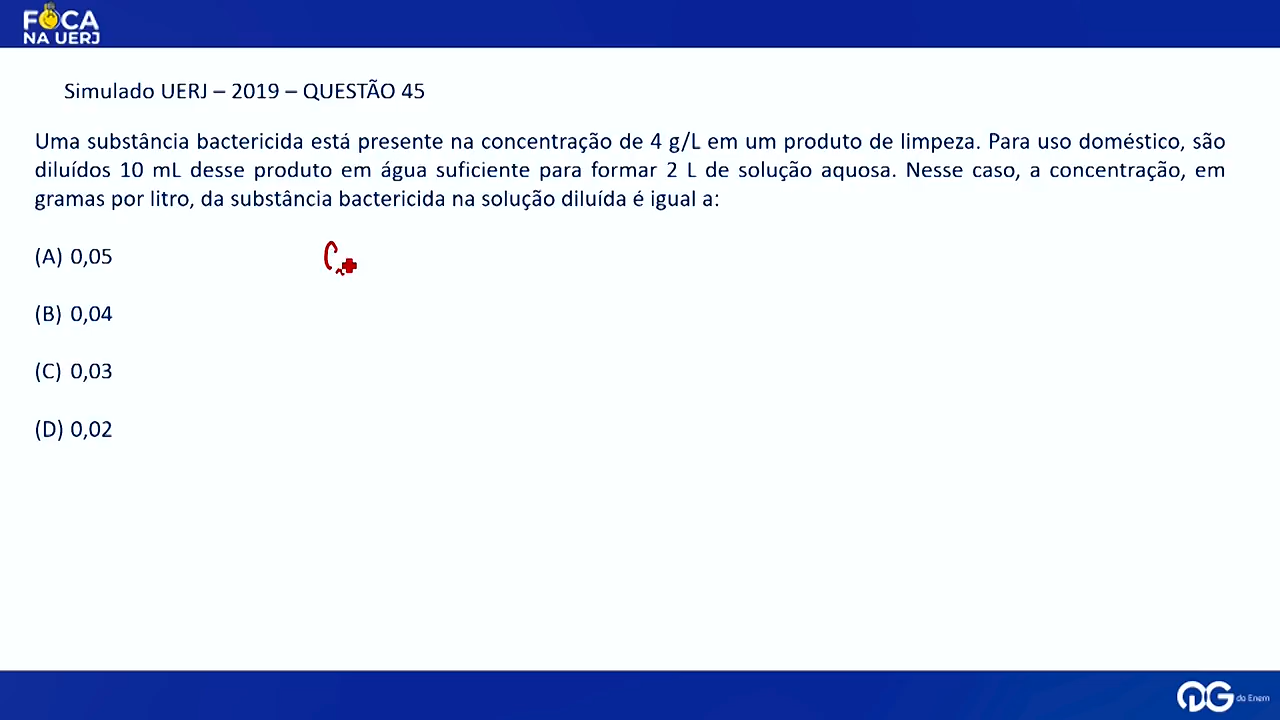 FOCA
NA UERJ
Simulado UERJ – 2019 – QUESTÃO 45
Uma substância bactericida está presente na concentração de 4 g/L em um produto de limpeza. Para uso doméstico, são
diluídos 10 mL desse produto em água suficiente para formar 2 L de solução aquosa. Nesse caso, a concentração, em
gramas por litro, da substância bactericida na solução diluída é igual a:
(A) 0,05
C
(B) 0,04
(C) 0,03
(D) 0,02
QG do Enem